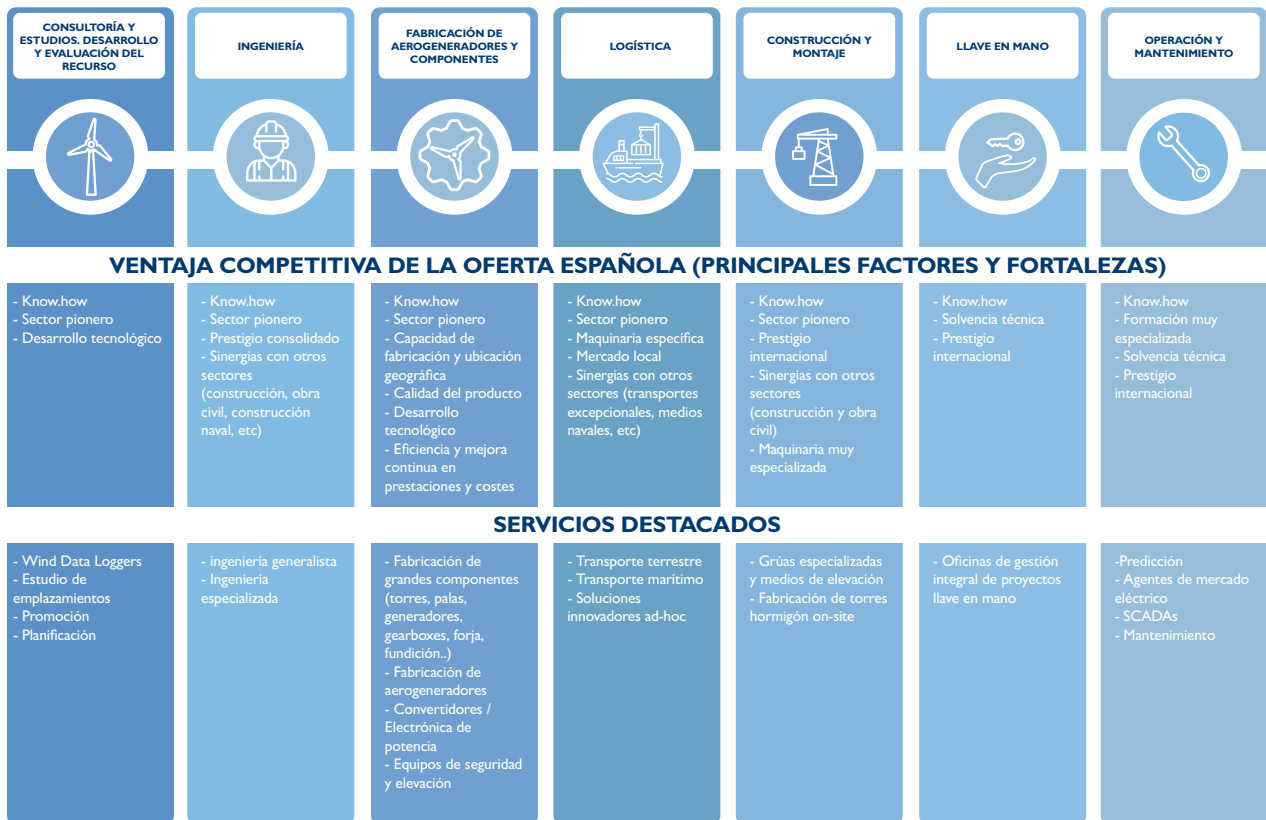 CONSULTORÍA Y
ESTUDIOS. DESARROLLO
Y EVALUACIÓN DEL
RECURSO
INGENIERÍA
FABRICACIÓN DE
AEROGENERADORES Y
COMPONENTES
LOGÍSTICA
CONSTRUCCIÓN Y
MONTAJE
LLAVE EN MANO
OPERACIÓN Y
MANTENIMIENTO
VENTAJA COMPETITIVA DE LA OFERTA ESPAÑOLA (PRINCIPALES FACTORES Y FORTALEZAS)
- Know.how
- Sector pionero
- Desarrollo tecnológico
- Know.how
- Sector pionero
- Prestigio consolidado
- Sinergias con otros
sectores
(construcción, obra
civil, construcción
naval, etc)
- Know.how
- Sector pionero
- Capacidad de
fabricación y ubicación
geográfica
- Calidad del producto
- Desarrollo
tecnológico
- Eficiencia y mejora
continua en
prestaciones y costes
- Know.how
- Sector pionero
- Maquinaria específica
- Mercado local
- Sinergias con otros
sectores (transportes
excepcionales, medios
navales, etc)
- Know.how
- Sector pionero
- Prestigio
internacional
- Sinergias con otros
sectores
(construcción y obra
civil)
- Maquinaria muy
especializada
- Know.how
- Solvencia técnica
- Prestigio
internacional
- Know.how
- Formación muy
especializada
- Solvencia técnica
- Prestigio
internacional
SERVICIOS DESTACADOS
- Wind Data Loggers
- Estudio de
emplazamientos
- Promoción
- Planificación
- ingeniería generalista
- Ingeniería
especializada
- Fabricación de
grandes componentes
(torres, palas,
generadores,
gearboxes, forja,
fundición..)
- Fabricación de
aerogeneradores
- Convertidores /
Electrónica de
potencia
- Equipos de seguridad
y elevación
- Transporte terrestre
- Transporte marítimo
- Soluciones
innovadores ad-hoc
- Grúas especializadas
y medios de elevación
- Fabricación de torres
hormigón on-site
- Oficinas de gestión
integral de proyectos
llave en mano
-Predicción
- Agentes de mercado
eléctrico
- SCADAs
- Mantenimiento